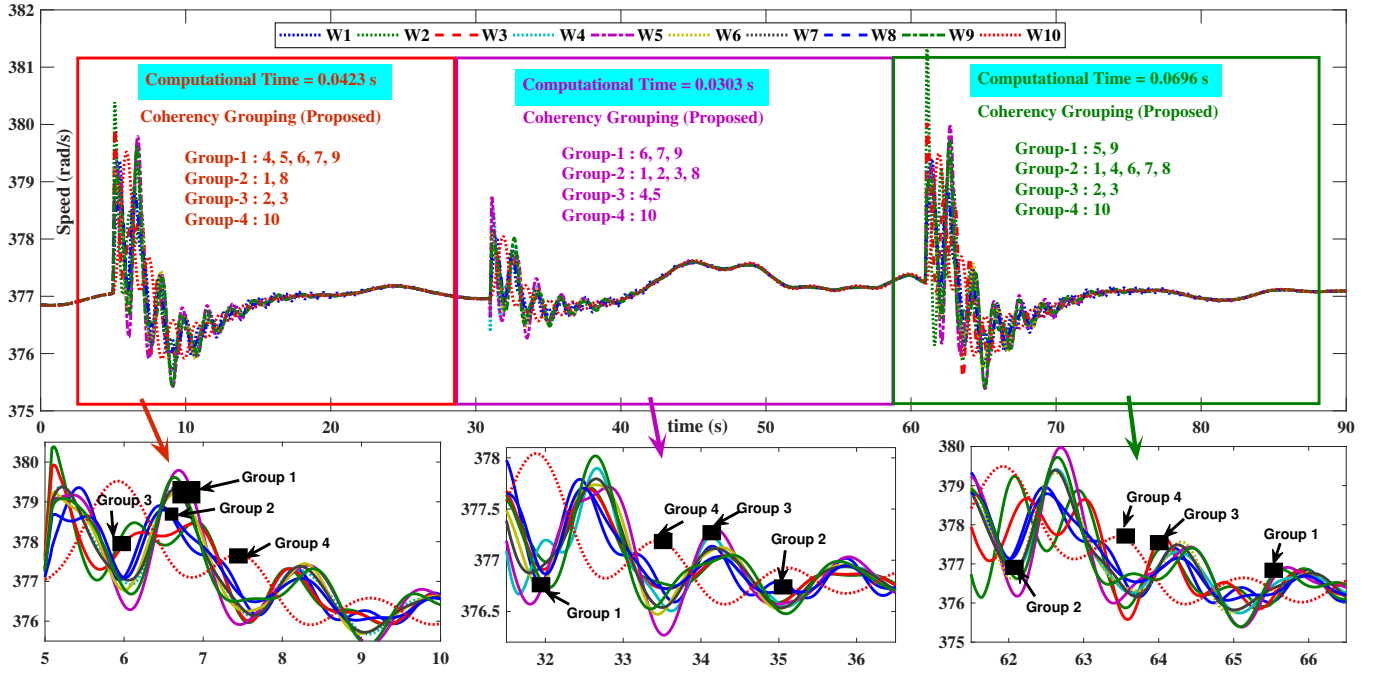 382
381
380
379
378
377
376
375
Speed (rad/s)
W1 W2 W3 W4 W5 W6 W7 W8 W9 W10
Computational Time = 0.0423 s
Coherency Grouping (Proposed)
Group-1 : 4, 5, 6, 7, 9
Group-2 : 1, 8
Group-3 : 2, 3
Group-4 : 10
Computational Time = 0.0303 s
Coherency Grouping (Proposed)
Group-1 : 6, 7, 9
Group-2 : 1, 2, 3, 8
Group-3 : 4,5
Group-4 : 10
Computational Time = 0.0696 s
Coherency Grouping (Proposed)
Group-1 : 5, 9
Group-2 : 1, 4, 6, 7, 8
Group-3 : 2, 3
Group-4 : 10
0 10 20 30 40 50 60 70 80 90
time (s)
380
379
378
377
376
Group 1
Group 3
Group 2
Group 4
5 6 7 8 9 10
378
377.5
377
376.5
Group 4
Group 3
Group 2
Group 1
32 33 34 35 36
380
379
378
377
376
375
Group 4
Group 3
Group 1
Group 2
62 63 64 65 66